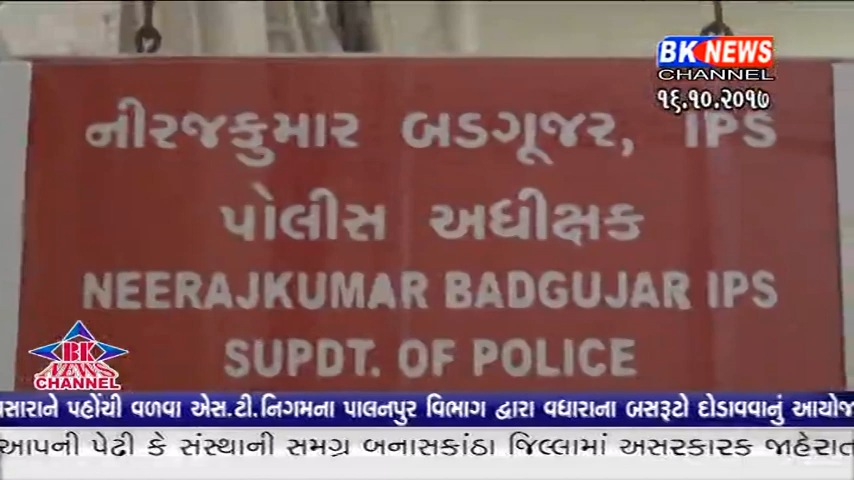 BK NEWS
CHANNEL
૧૬.૧૦.૨૦૧૭
નીરજકુમાર બડગૂજર, IPS
પોલીસ અધીક્ષક
NEERAJKUMAR BADGUJAR IPS
SUPDT. OF POLICE
BK
NEWS
CHANNEL
પહોંચી વળવા એસ.ટી.નિગમના પાલનપુર વિભાગ દ્વારા વધારાના બસરૂટો દોડાવવાનું
આપની પેઢી કે સંસ્થાની સમગ્ર બનાસકાંઠા જિલ્લામાં અસરકારક જાહેરાત